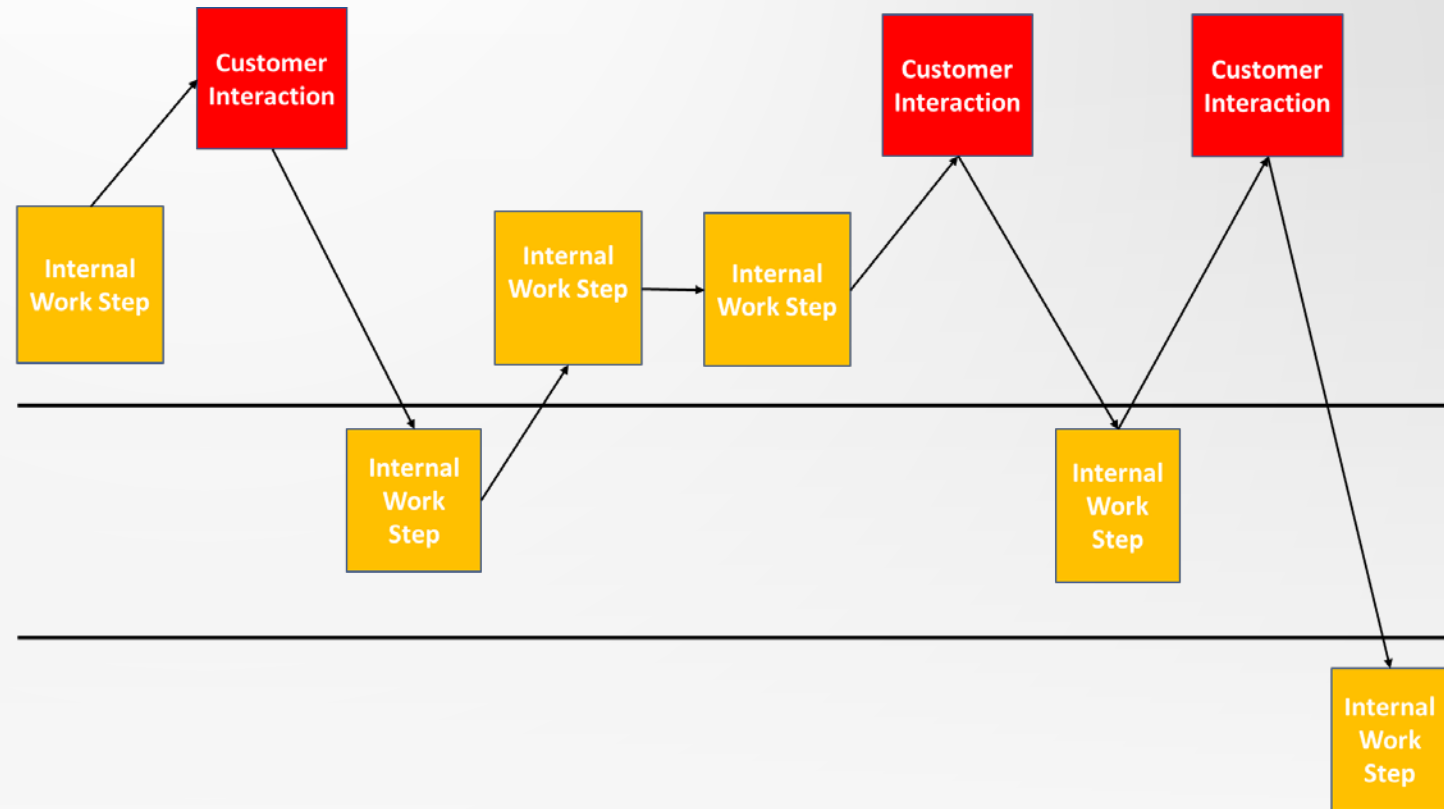 Customer
Interaction
Customer
Interaction
Customer
Interaction
Internal
Work Step
Internal
Work Step
Internal
Work Step
Internal
Work
Step
Internal
Work
Step
Internal
Work
Step